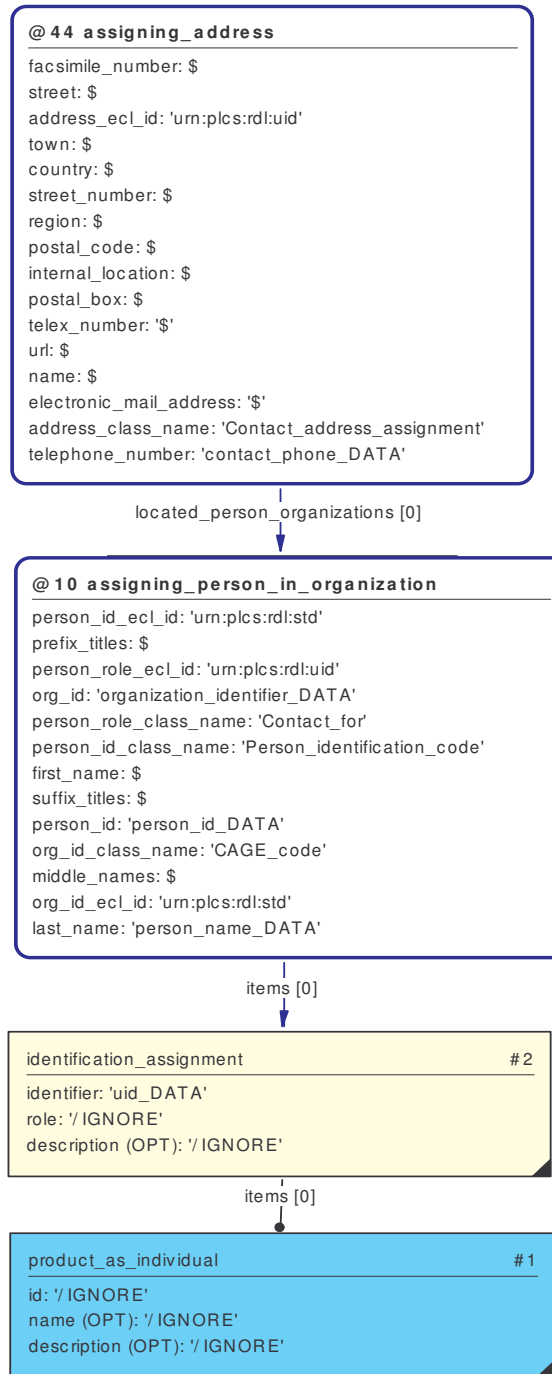 @44 assigning_address
facsimile_number: $
street: $
address_ecl_id: 'urn:plcs:rdl:uid'
town: $
country: $
street_number: $
region: $
postal_code: $
internal_location: $
postal_box: $
telex_number: '$'
url: $
name: $
electronic_mail_address: '$'
address_class_name: 'Contact_address_assignment'
telephone_number: 'contact_phone_DATA'
located_person_organizations [0]
@10 assigning_person_in_organization
person_id_ecl_id: 'urn:plcs:rdl:std'
prefix_titles: $
person_role_ecl_id: 'urn:plcs:rdl:uid'
org_id: 'organization_identifier_DATA'
person_role_class_name: 'Contact_for'
person_id_class_name: 'Person_identification_code'
first_name: $
suffix_titles: $
person_id: 'person_id_DATA'
org_id_class_name: 'CAGE_code'
middle_names: $
org_id_ecl_id: 'urn:plcs:rdl:std'
last_name: 'person_name_DATA'
items [0]
identification_assignment #2
identifier: 'uid_DATA'
role: '/IGNORE'
description (OPT): '/IGNORE'
items [0]
product_as_individual #1
id: '/IGNORE'
name (OPT): '/IGNORE'
description (OPT): '/IGNORE'